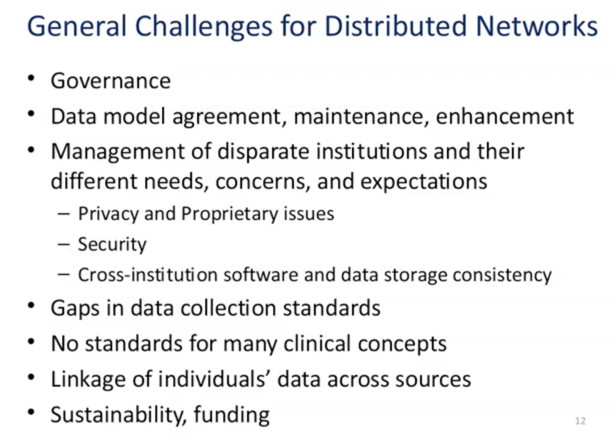 General Challenges for Distributed Networks
• Governance
• Data model agreement, maintenance, enhancement
• Management of disparate institutions and their
different needs, concerns, and expectations
– Privacy and Proprietary issues
– Security
– Cross-institution software and data storage consistency
• Gaps in data collection standards
• No standards for many clinical concepts
• Linkage of individuals’ data across sources
• Sustainability, funding
12